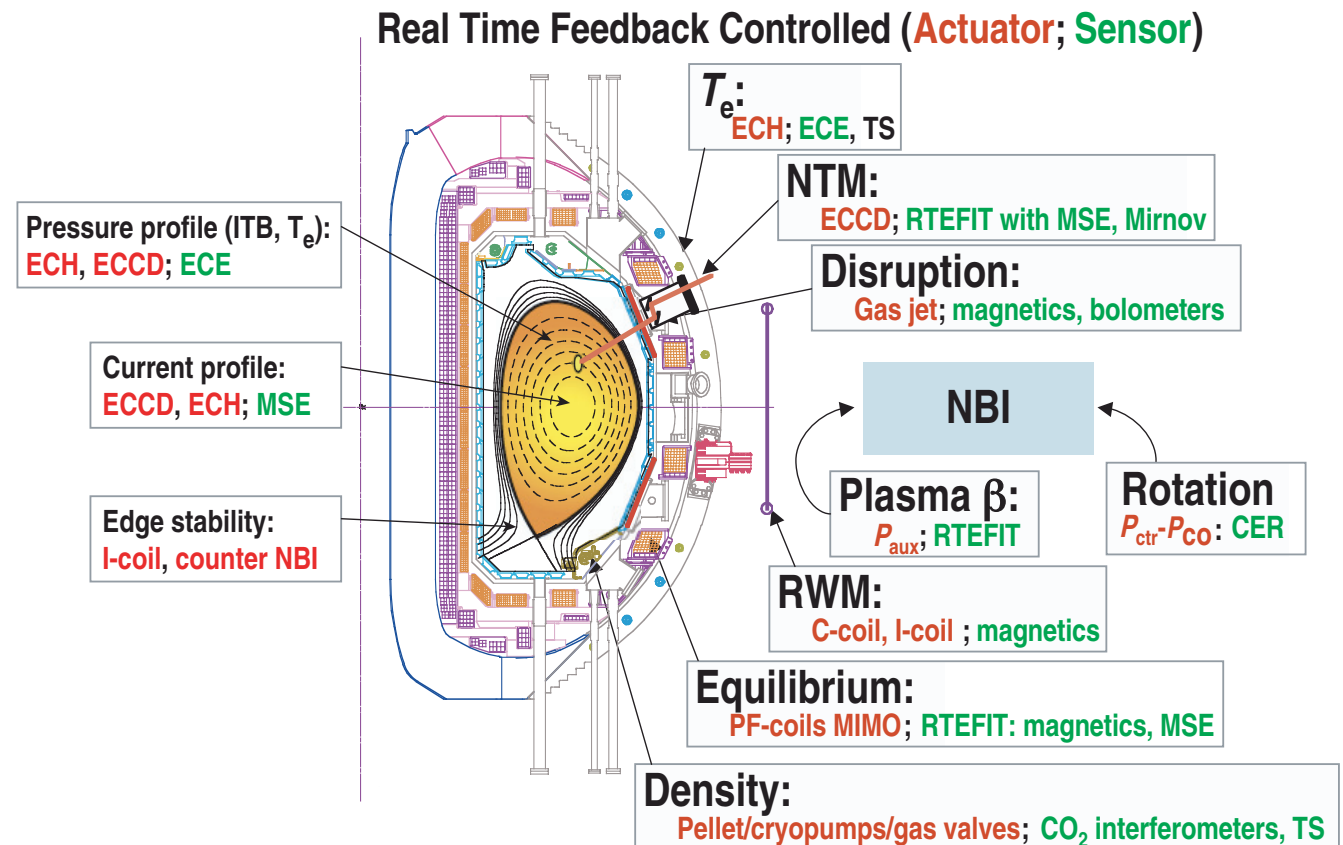 Real Time Feedback Controlled (Actuator; Sensor)
Te:
ECH; ECE, TS
NTM:
ECCD; RTEFIT with MSE, Mirnov
Disruption:
Gas jet; magnetics, bolometers
Pressure profile (ITB, Te):
ECH, ECCD; ECE
Current profile:
ECCD, ECH; MSE
Edge stability:
I-coil, counter NBI
NBI
Plasma β:
Paux; RTEFIT
Rotation
Pctr-Pco: CER
RWM:
C-coil, I-coil ; magnetics
Equilibrium:
PF-coils MIMO; RTEFIT: magnetics, MSE
Density:
Pellet/cryopumps/gas valves; CO2 interferometers, TS